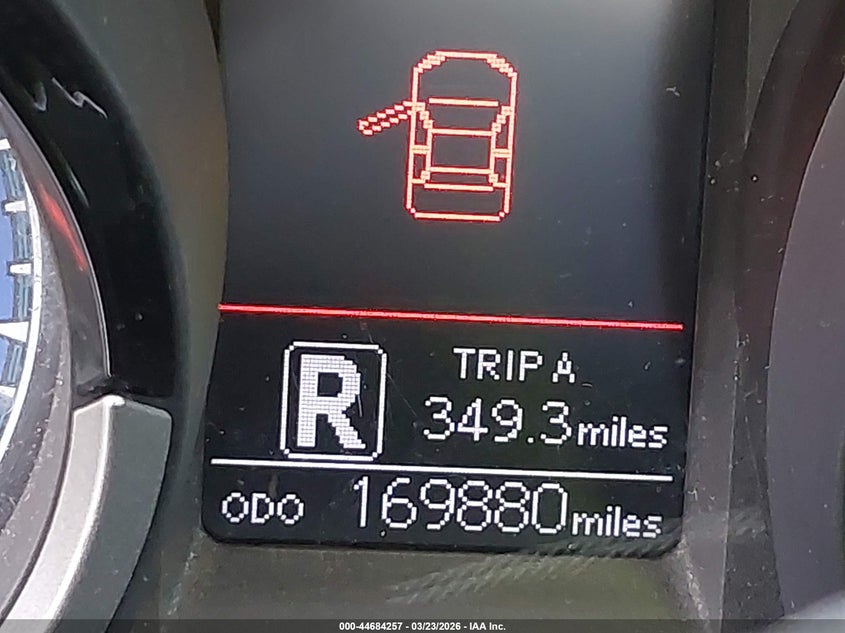 TRIP A
R
349.3 miles
ODO 169880 miles
000-44684257 - 03/23/2026 - IAA Inc.